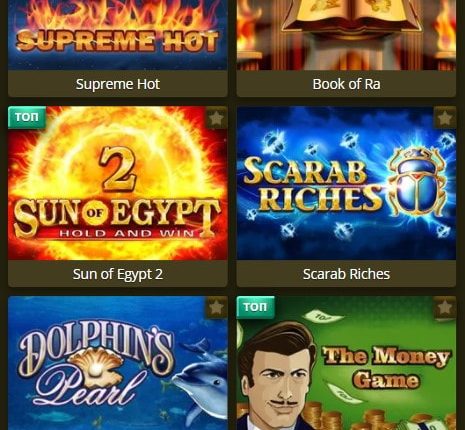 SUPREME HOT
Supreme Hot
Book of Ra
ТОП
2
SUN OF EGYPT
HOLD AND WIN
Sun of Egypt 2
SCARAB
RICHES
Scarab Riches
DOLPHIN'S
Pearl
ТОП
The Money
Game